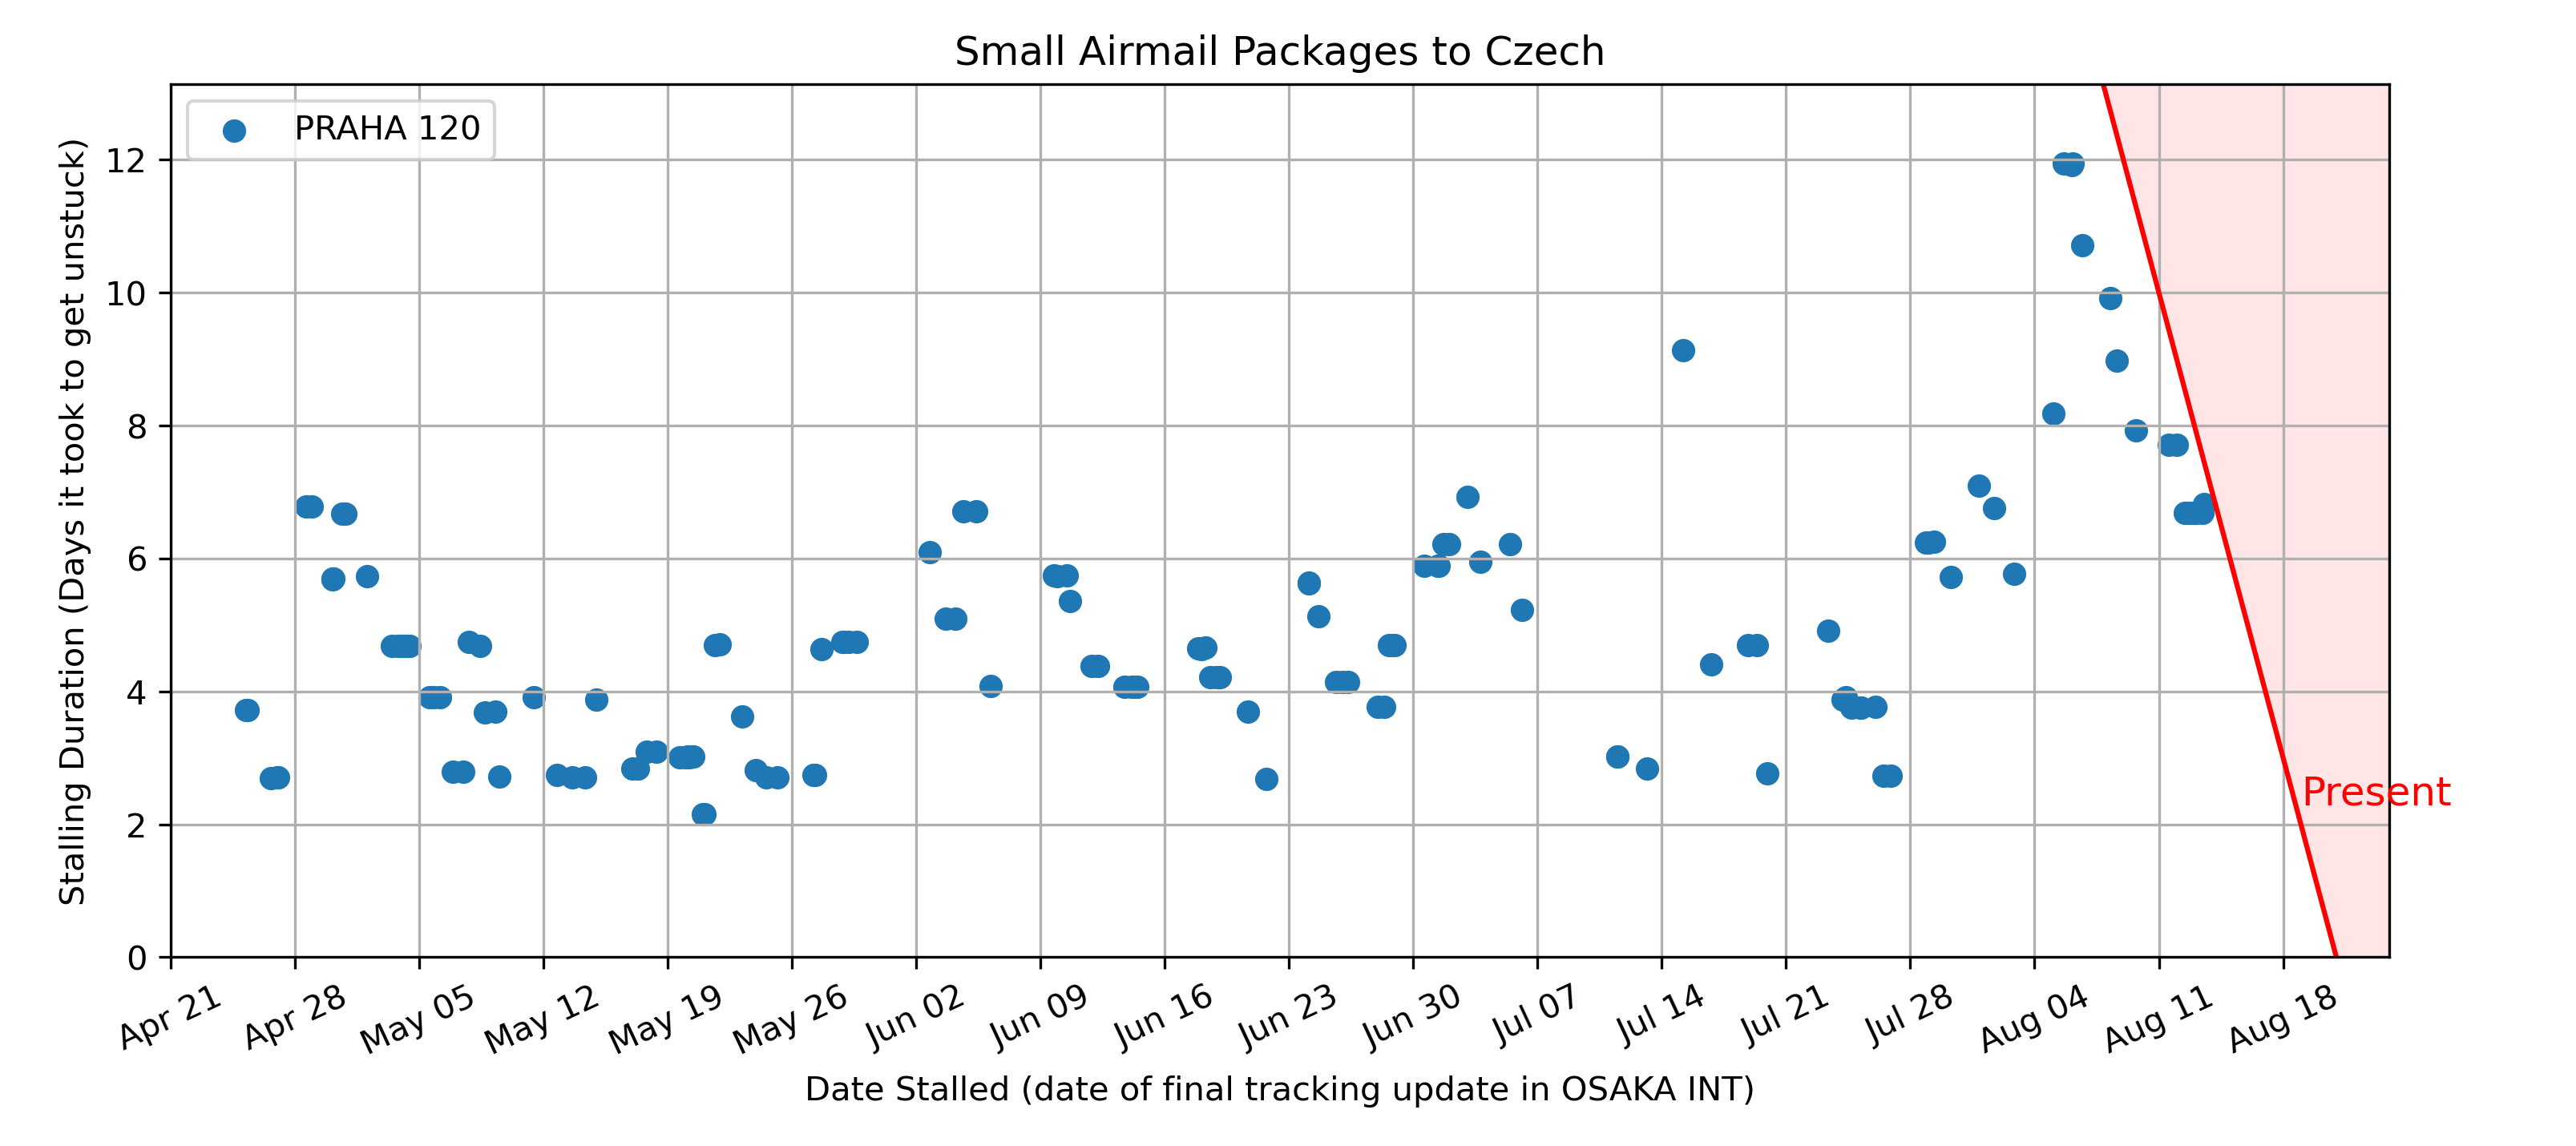 Small Airmail Packages to Czech
PRAHA 120
Stalling Duration (Days it took to get unstuck)
12
10
8
6
4
2
0
Present
Apr 21
Apr 28
May 05
May 12
May 19
May 26
Jun 02
Jun 09
Jun 16
Jun 23
Jun 30
Jul 07
Jul 14
Jul 21
Jul 28
Aug 04
Aug 11
Aug 18
Date Stalled (date of final tracking update in OSAKA INT)